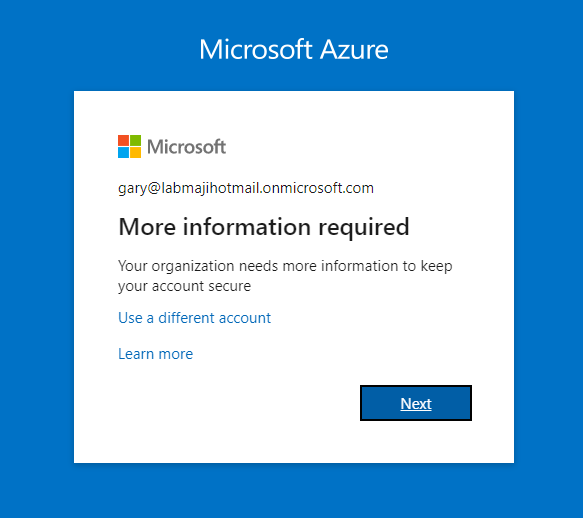 Microsoft Azure
Microsoft
gary@labmajihotmail.onmicrosoft.com
More information required
Your organization needs more information to keep
your account secure
Use a different account
Learn more
Next